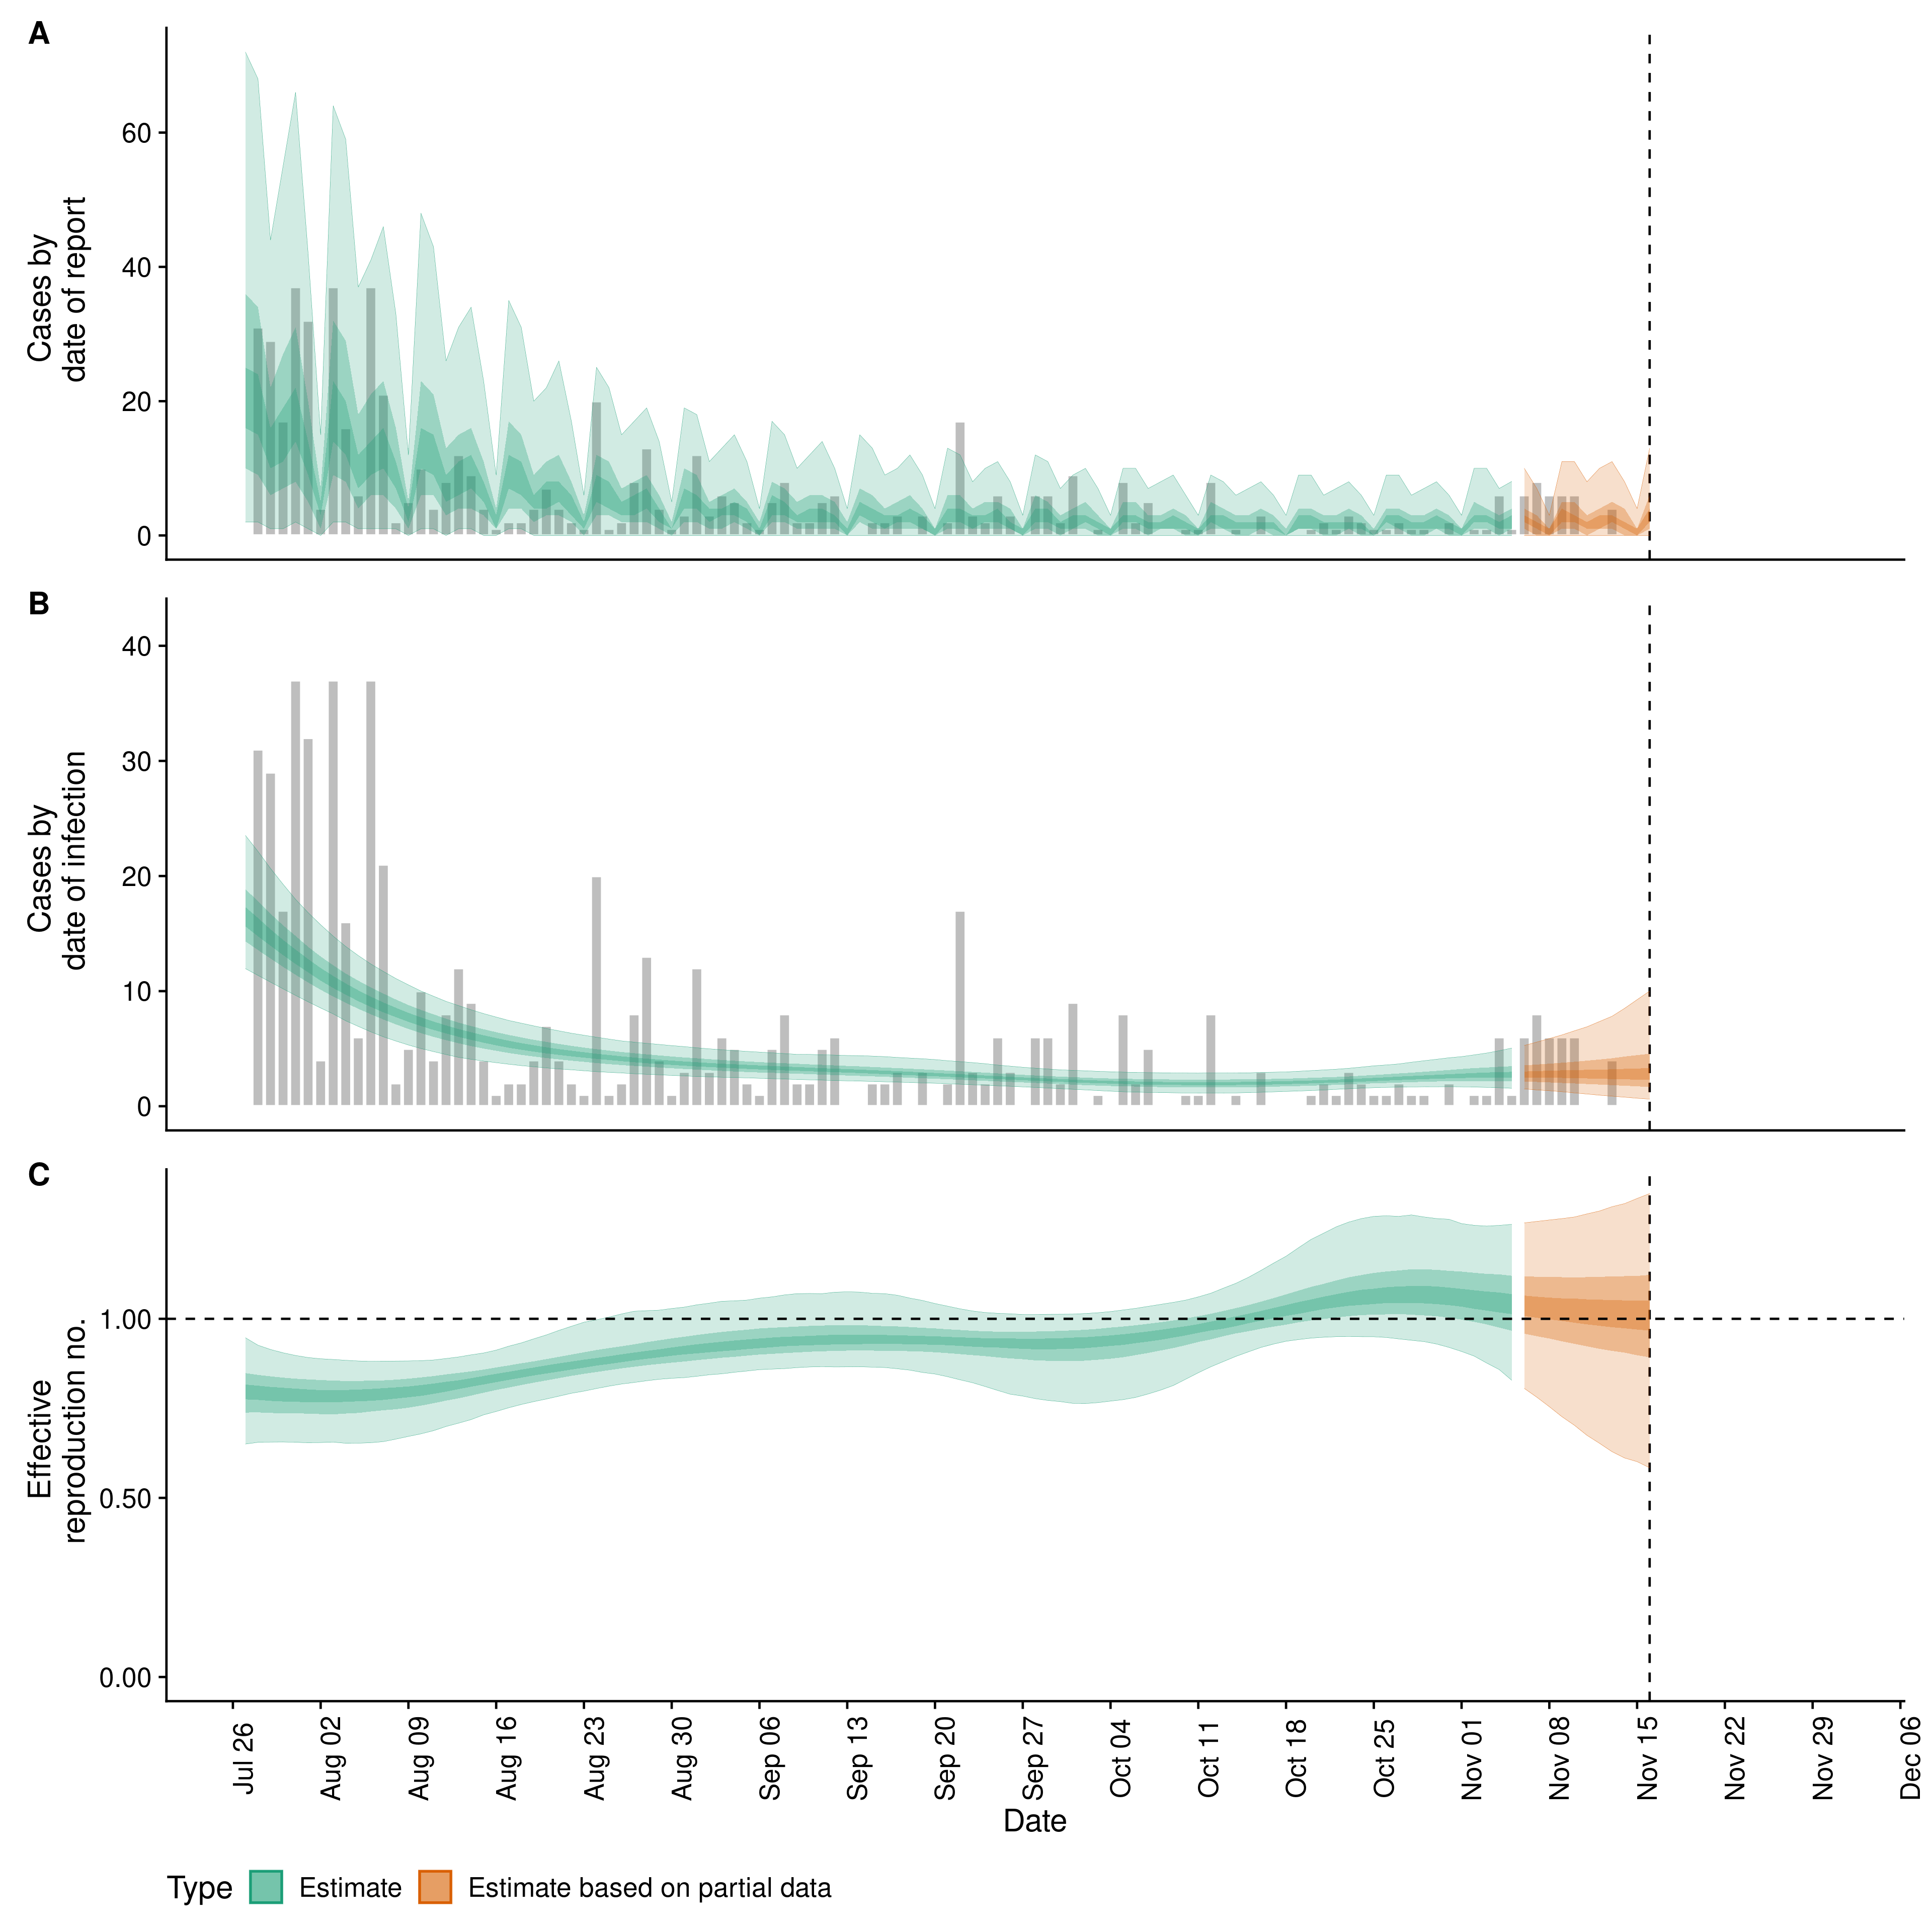 A
Cases by
date of report
60
40
20
0
B
Cases by
date of infection
40
30
20
10
0
C
Effective
reproduction no.
1.00
0.50
0.00
Jul 26
Aug 02
Aug 09
Aug 16
Aug 23
Aug 30
Sep 06
Sep 13
Sep 20
Sep 27
Oct 04
Oct 11
Oct 18
Oct 25
Nov 01
Nov 08
Nov 15
Nov 22
Nov 29
Dec 06
Date
Type Estimate Estimate based on partial data